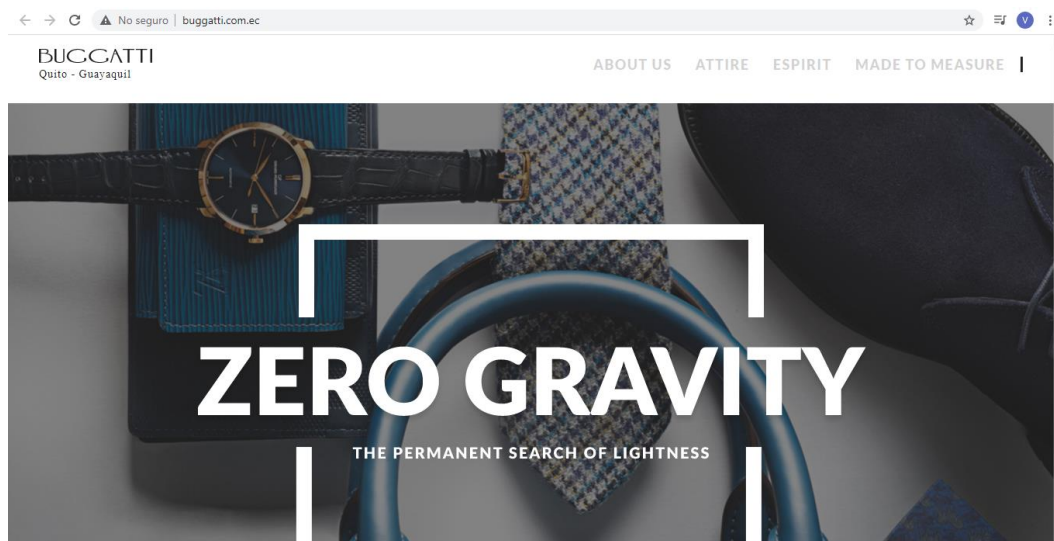 No seguro | buggatti.com.ec
V
BUGGATTI
Quito - Guayaquil
ABOUT US ATTIRE ESPIRIT MADE TO MEASURE
ZERO GRAVITY
THE PERMANENT SEARCH OF LIGHTNESS